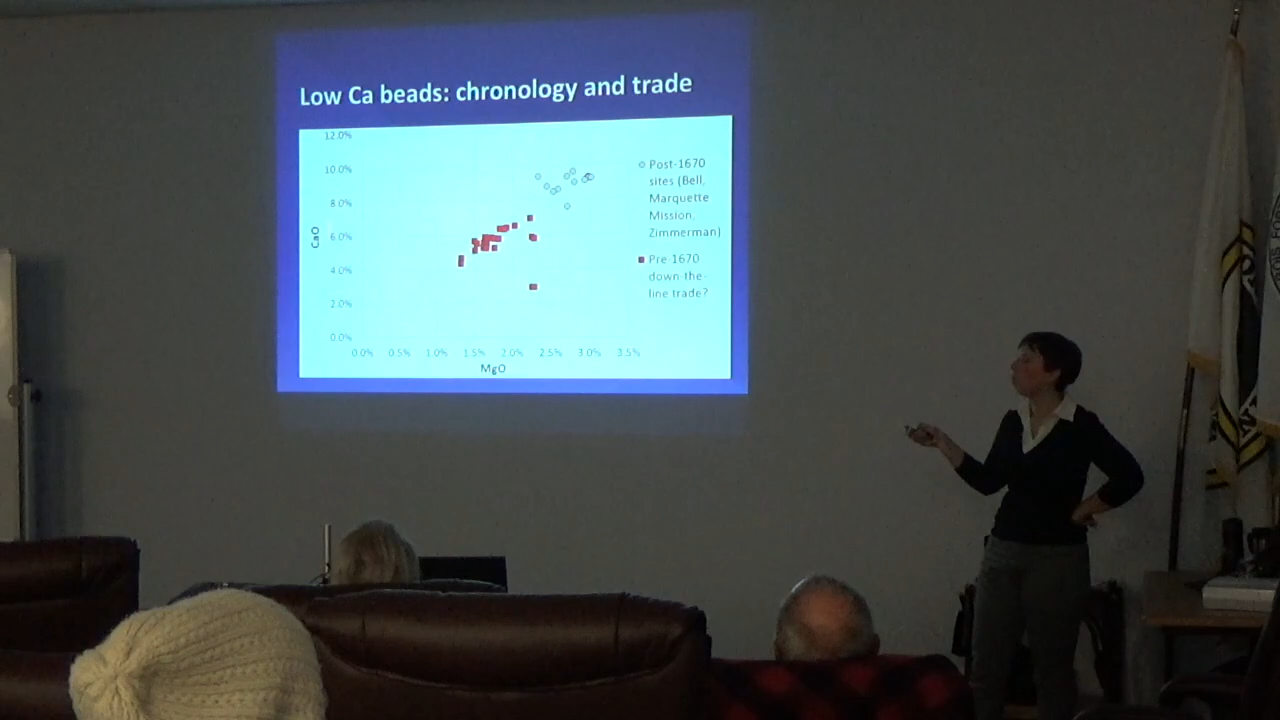 Low Ca beads: chronology and trade
12.0%
10.0%
8.0%
6.0%
4.0%
2.0%
0.0%
CaO
0.0% 0.5% 1.0% 1.5% 2.0% 2.5% 3.0% 3.5%
MgO
Post-1670
sites (Bell,
Marquette
Mission,
Zimmerman)
Pre-1670
down-the-
line trade?